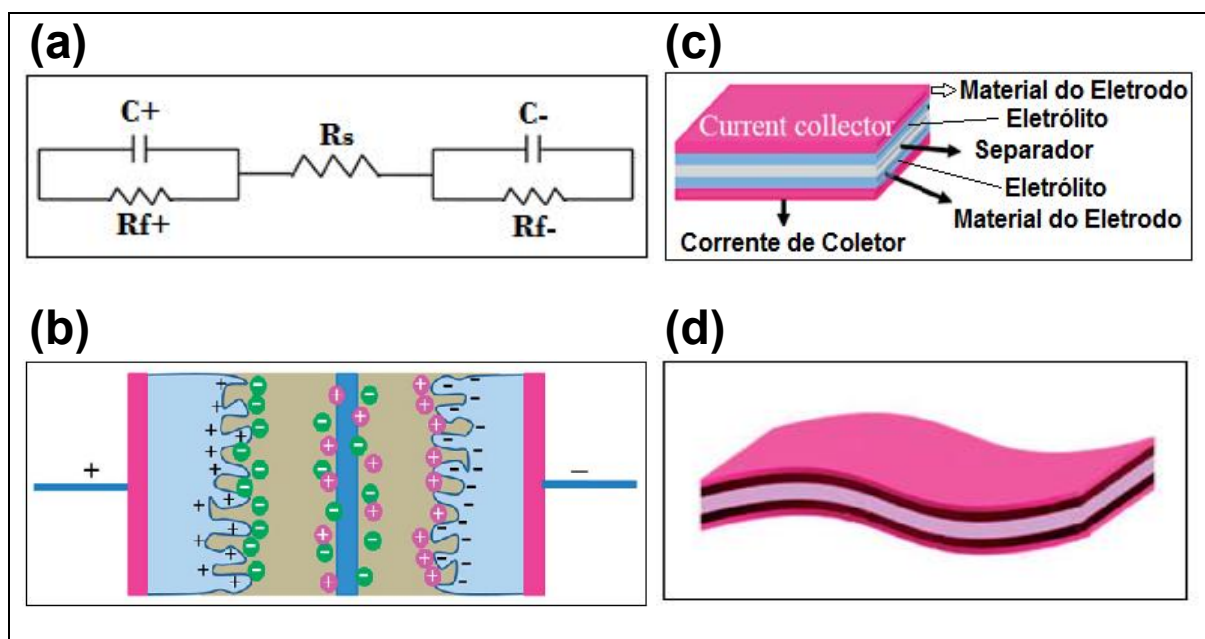 (a)
C+
Rf+
Rs
C-
Rf-
(c)
Current collector
Material do Eletrodo
Eletrólito
Separador
Eletrólito
Material do Eletrodo
Corrente de Coletor
(b)
+
−
(d)